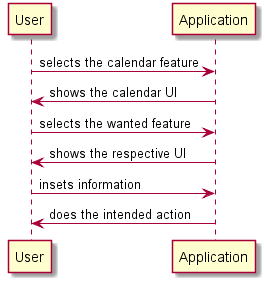 User Application
selects the calendar feature
shows the calendar UI
selects the wanted feature
shows the respective UI
insets information
does the intended action
User Application